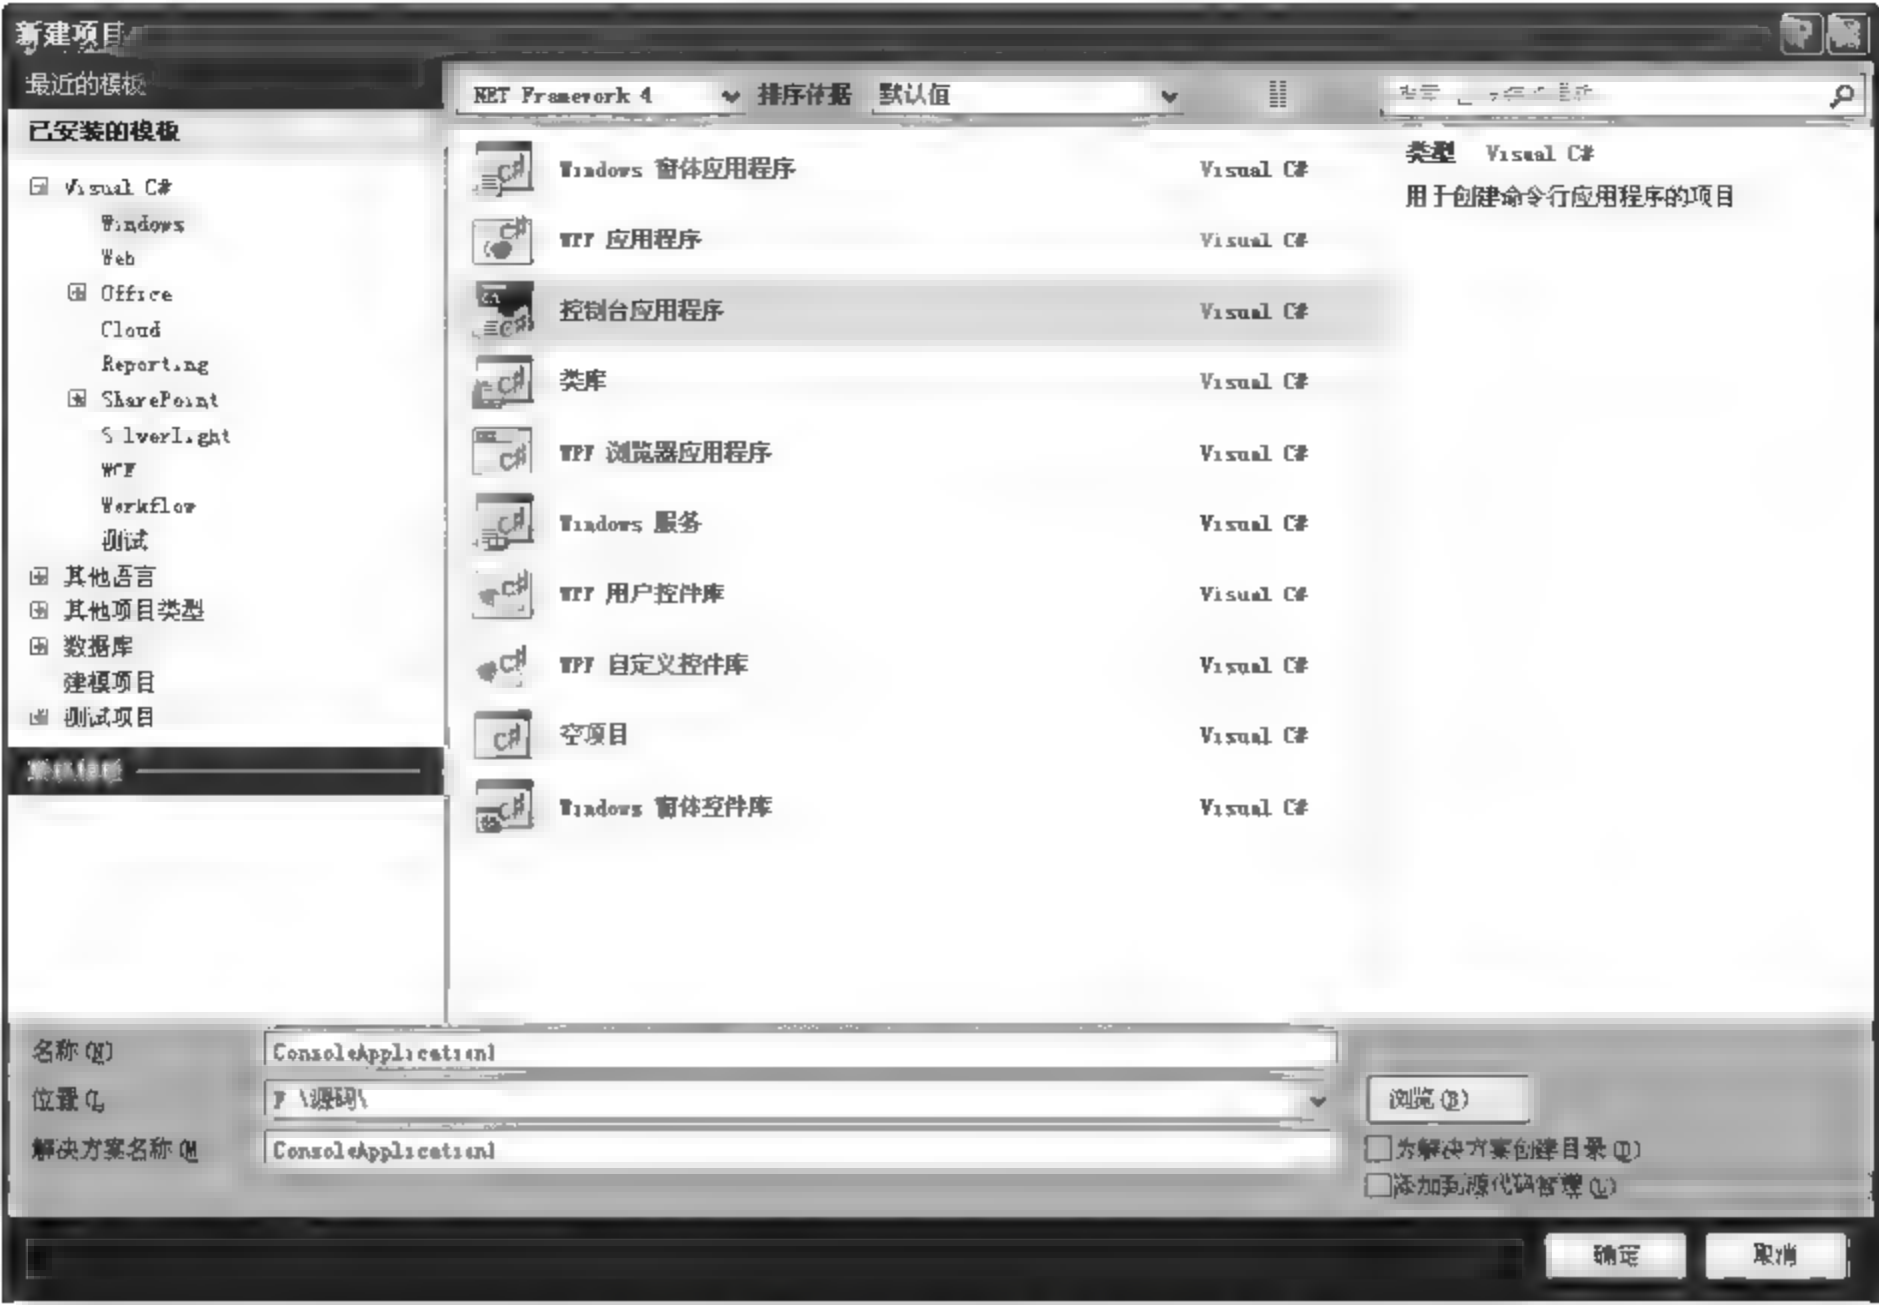 新建项目
最近的模板
NET Framework 4 排序依据 默认值
已安装的模板
Visual C#
Windows
Web
Office
Cloud
Reporting
SharePoint
Silverlight
WCF
Workflow
测试
其他语言
其他项目类型
数据库
建模项目
测试项目
Windows 窗体应用程序 Visual C#
WPF 应用程序 Visual C#
控制台应用程序 Visual C#
类库 Visual C#
WPF 浏览器应用程序 Visual C#
Windows 服务 Visual C#
WPF 用户控件库 Visual C#
WPF 自定义控件库 Visual C#
空项目 Visual C#
Windows 窗体控件库 Visual C#
类型 Visual C#
用于创建命令行应用程序的项目
名称(N) ConsoleApplication1
位置(L F \源码\ 浏览(B)
解决方案名称(M ConsoleApplication1
为解决方案创建目录(D)
添加到源代码管理(U)
确定 取消